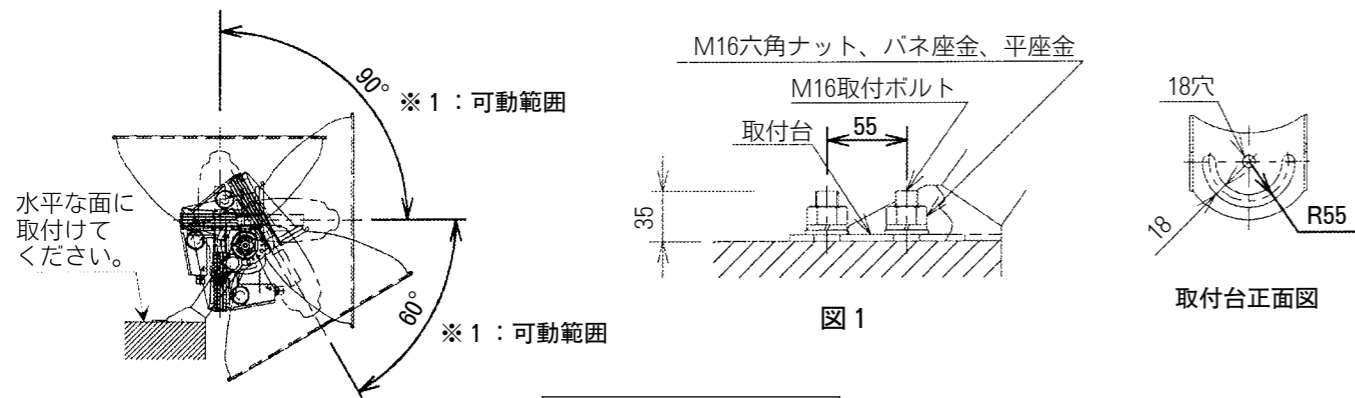 90°
※1：可動範囲
水平な面に
取付けて
ください。
60°
※1：可動範囲
M16六角ナット、バネ座金、平座金
M16取付ボルト
取付台
55
35
図1
18穴
18
R55
取付台正面図